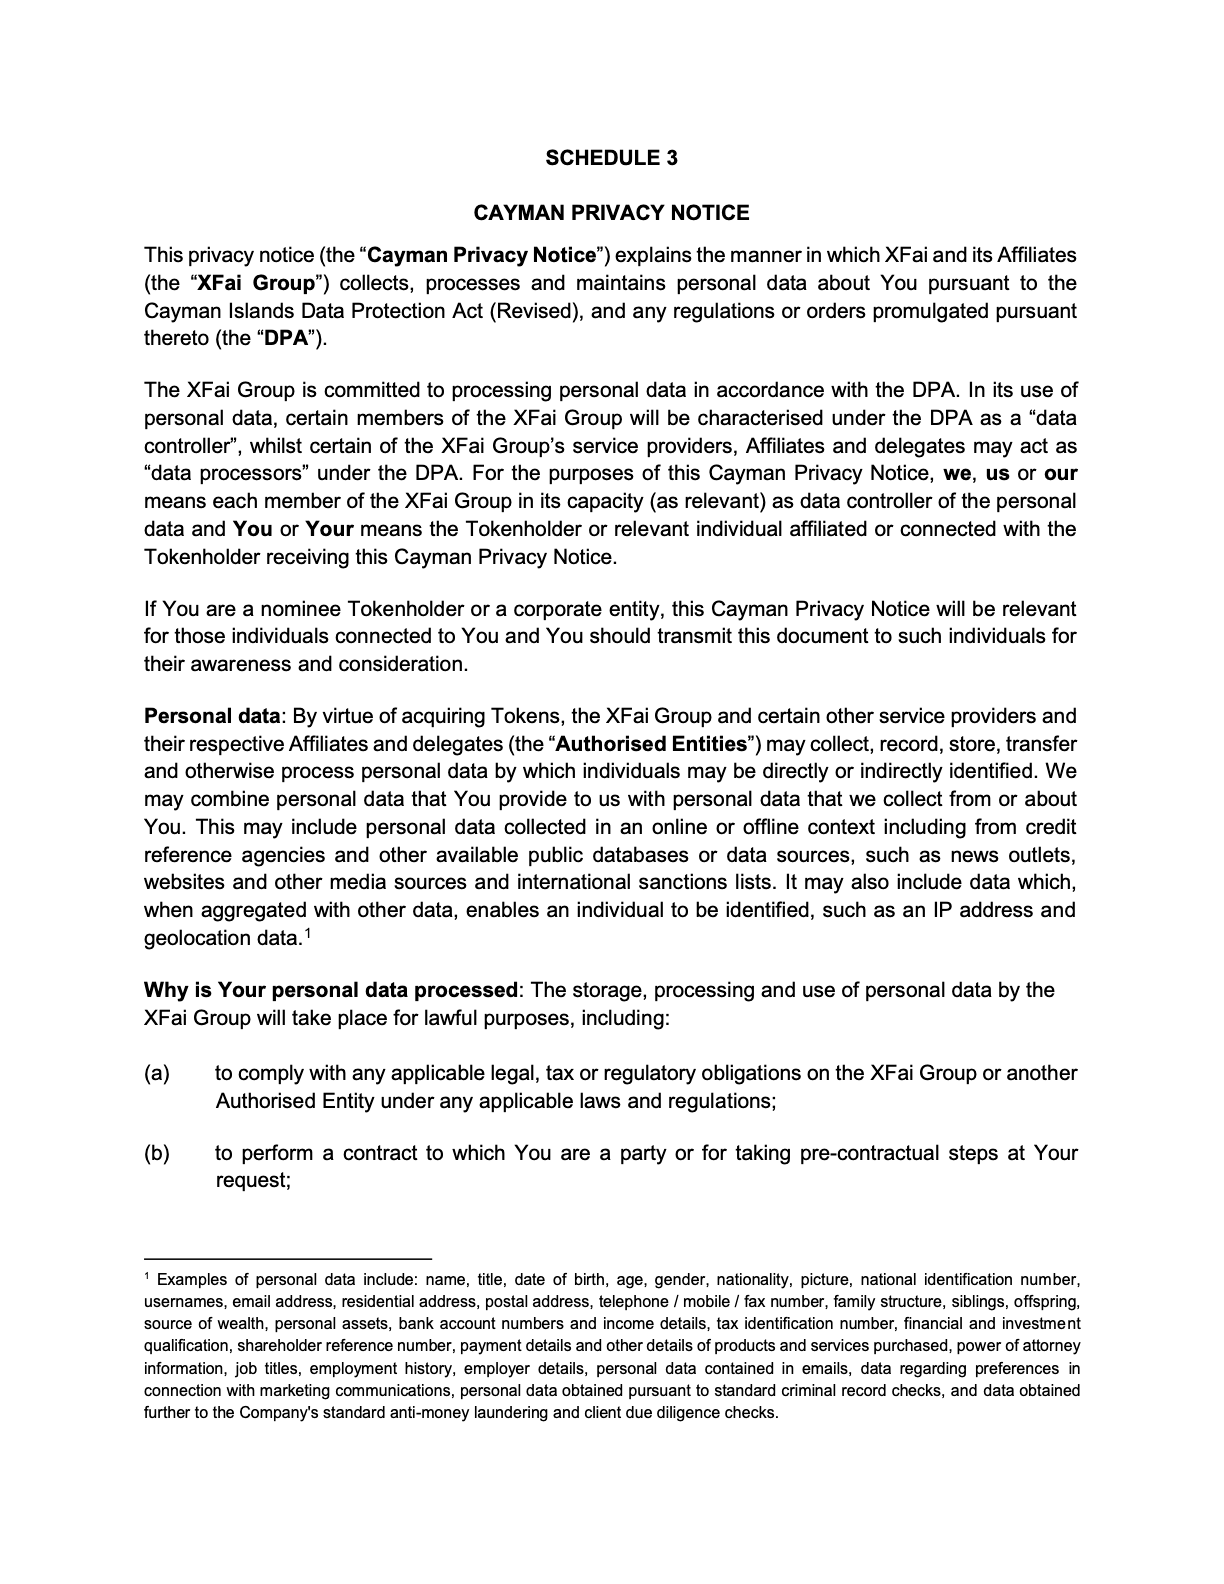 SCHEDULE 3
CAYMAN PRIVACY NOTICE
This privacy notice (the “Cayman Privacy Notice”) explains the manner in which XFai and its Affiliates
(the “XFai Group”) collects, processes and maintains personal data about You pursuant to the
Cayman Islands Data Protection Act (Revised), and any regulations or orders promulgated pursuant
thereto (the “DPA”).
The XFai Group is committed to processing personal data in accordance with the DPA. In its use of
personal data, certain members of the XFai Group will be characterised under the DPA as a “data
controller”, whilst certain of the XFai Group’s service providers, Affiliates and delegates may act as
“data processors” under the DPA. For the purposes of this Cayman Privacy Notice, we, us or our
means each member of the XFai Group in its capacity (as relevant) as data controller of the personal
data and You or Your means the Tokenholder or relevant individual affiliated or connected with the
Tokenholder receiving this Cayman Privacy Notice.
If You are a nominee Tokenholder or a corporate entity, this Cayman Privacy Notice will be relevant
for those individuals connected to You and You should transmit this document to such individuals for
their awareness and consideration.
Personal data: By virtue of acquiring Tokens, the XFai Group and certain other service providers and
their respective Affiliates and delegates (the “Authorised Entities”) may collect, record, store, transfer
and otherwise process personal data by which individuals may be directly or indirectly identified. We
may combine personal data that You provide to us with personal data that we collect from or about
You. This may include personal data collected in an online or offline context including from credit
reference agencies and other available public databases or data sources, such as news outlets,
websites and other media sources and international sanctions lists. It may also include data which,
when aggregated with other data, enables an individual to be identified, such as an IP address and
geolocation data.1
Why is Your personal data processed: The storage, processing and use of personal data by the
XFai Group will take place for lawful purposes, including:
(a) to comply with any applicable legal, tax or regulatory obligations on the XFai Group or another
Authorised Entity under any applicable laws and regulations;
(b) to perform a contract to which You are a party or for taking pre-contractual steps at Your
request;
1 Examples of personal data include: name, title, date of birth, age, gender, nationality, picture, national identification number,
usernames, email address, residential address, postal address, telephone / mobile / fax number, family structure, siblings, offspring,
source of wealth, personal assets, bank account numbers and income details, tax identification number, financial and investment
qualification, shareholder reference number, payment details and other details of products and services purchased, power of attorney
information, job titles, employment history, employer details, personal data contained in emails, data regarding preferences in
connection with marketing communications, personal data obtained pursuant to standard criminal record checks, and data obtained
further to the Company's standard anti-money laundering and client due diligence checks.